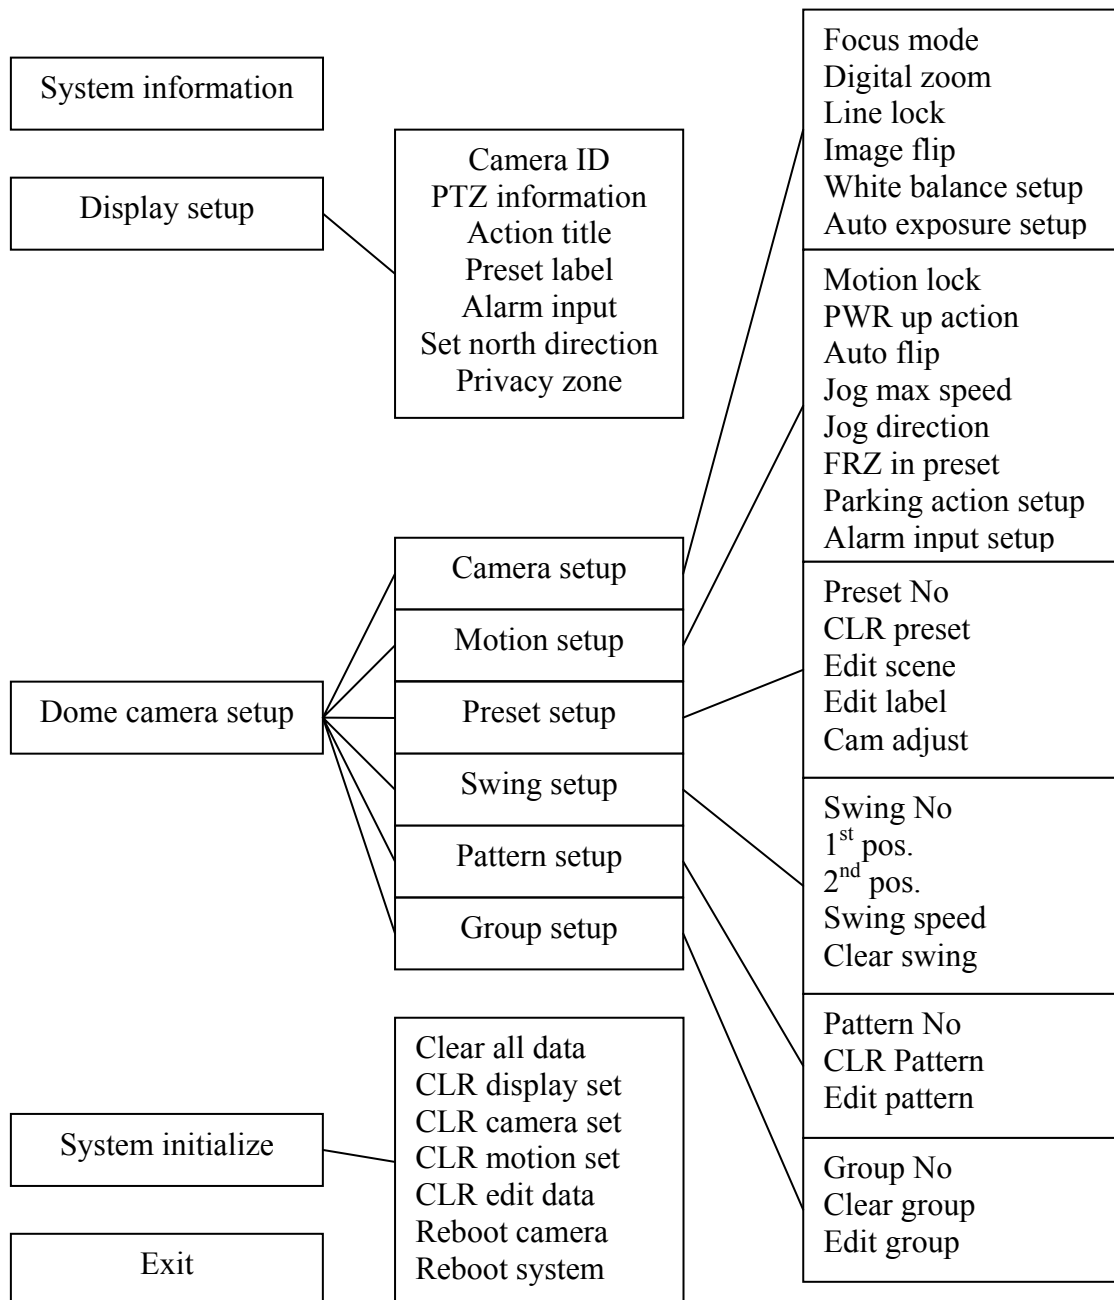 System information
Display setup
Camera ID
PTZ information
Action title
Preset label
Alarm input
Set north direction
Privacy zone
Dome camera setup
Camera setup
Motion setup
Preset setup
Swing setup
Pattern setup
Group setup
Focus mode
Digital zoom
Line lock
Image flip
White balance setup
Auto exposure setup
Motion lock
PWR up action
Auto flip
Jog max speed
Jog direction
FRZ in preset
Parking action setup
Alarm input setup
Preset No
CLR preset
Edit scene
Edit label
Cam adjust
Swing No
1st pos.
2nd pos.
Swing speed
Clear swing
Pattern No
CLR Pattern
Edit pattern
Group No
Clear group
Edit group
System initialize
Clear all data
CLR display set
CLR camera set
CLR motion set
CLR edit data
Reboot camera
Reboot system
Exit